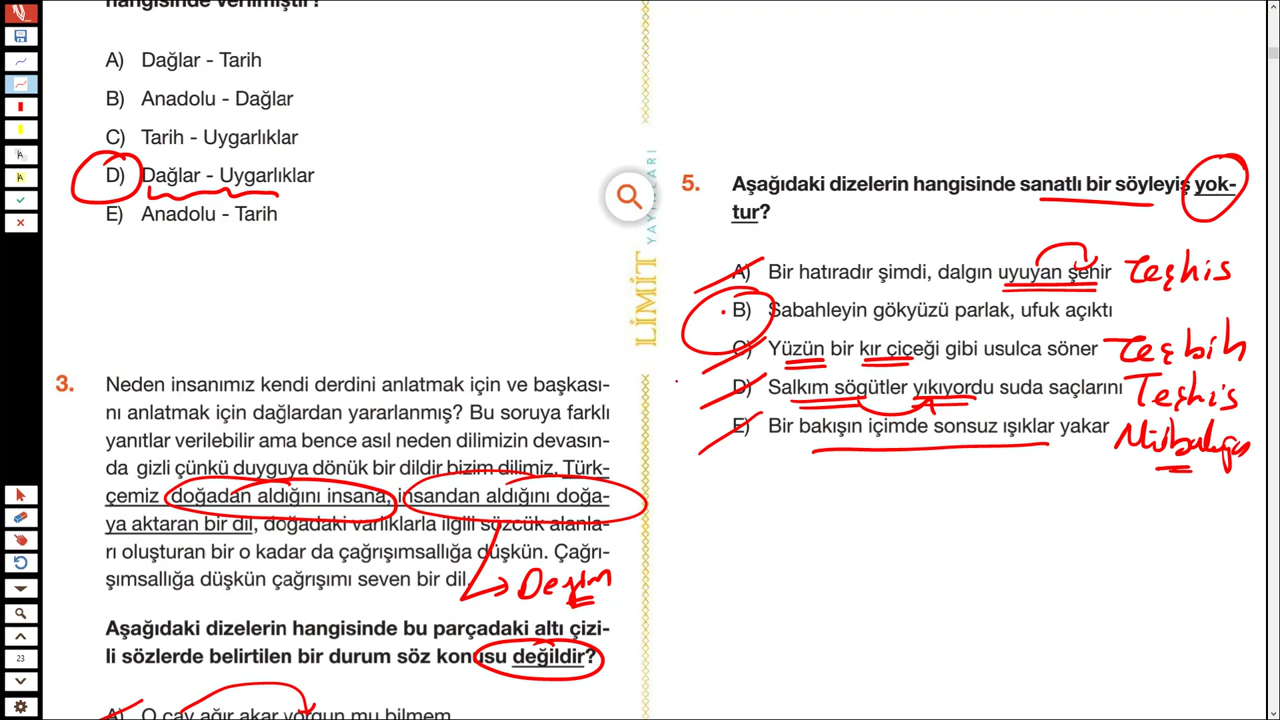 hangisinde verilmiştir?
A) Dağlar - Tarih
B) Anadolu - Dağlar
C) Tarih - Uygarlıklar
D) Dağlar - Uygarlıklar
E) Anadolu - Tarih
3. Neden insanımız kendi derdini anlatmak için ve başkası-
nı anlatmak için dağlardan yararlanmış? Bu soruya farklı
yanıtlar verilebilir ama bence asıl neden dilimizin devasın-
da gizli çünkü duyguya dönük bir dildir bizim dilimiz. Türk-
çemiz doğadan aldığını insana, insandan aldığını doğa-
ya aktaran bir dil, doğadaki varlıklarla ilgili sözcük alanla-
rı oluşturan bir o kadar da çağrışımsallığa düşkün. Çağrı-
şımsallığa düşkün çağrışımı seven bir dil.
Deyim
Aşağıdaki dizelerin hangisinde bu parçadaki altı çizi-
li sözlerde belirtilen bir durum söz konusu değildir?
A) O çay ağır akar yorgun mu bilmem
LİMİT YAYINLARI
5. Aşağıdaki dizelerin hangisinde sanatlı bir söyleyiş yok-
tur?
A) Bir hatıradır şimdi, dalgın uyuyan şehir Teşhis
B) Sabahleyin gökyüzü parlak, ufuk açıktı
C) Yüzün bir kır çiçeği gibi usulca söner Teşbih
D) Salkım söğütler yıkıyordu suda saçlarını Teşhis
E) Bir bakışın içimde sonsuz ışıklar yakar Mübalağa
23